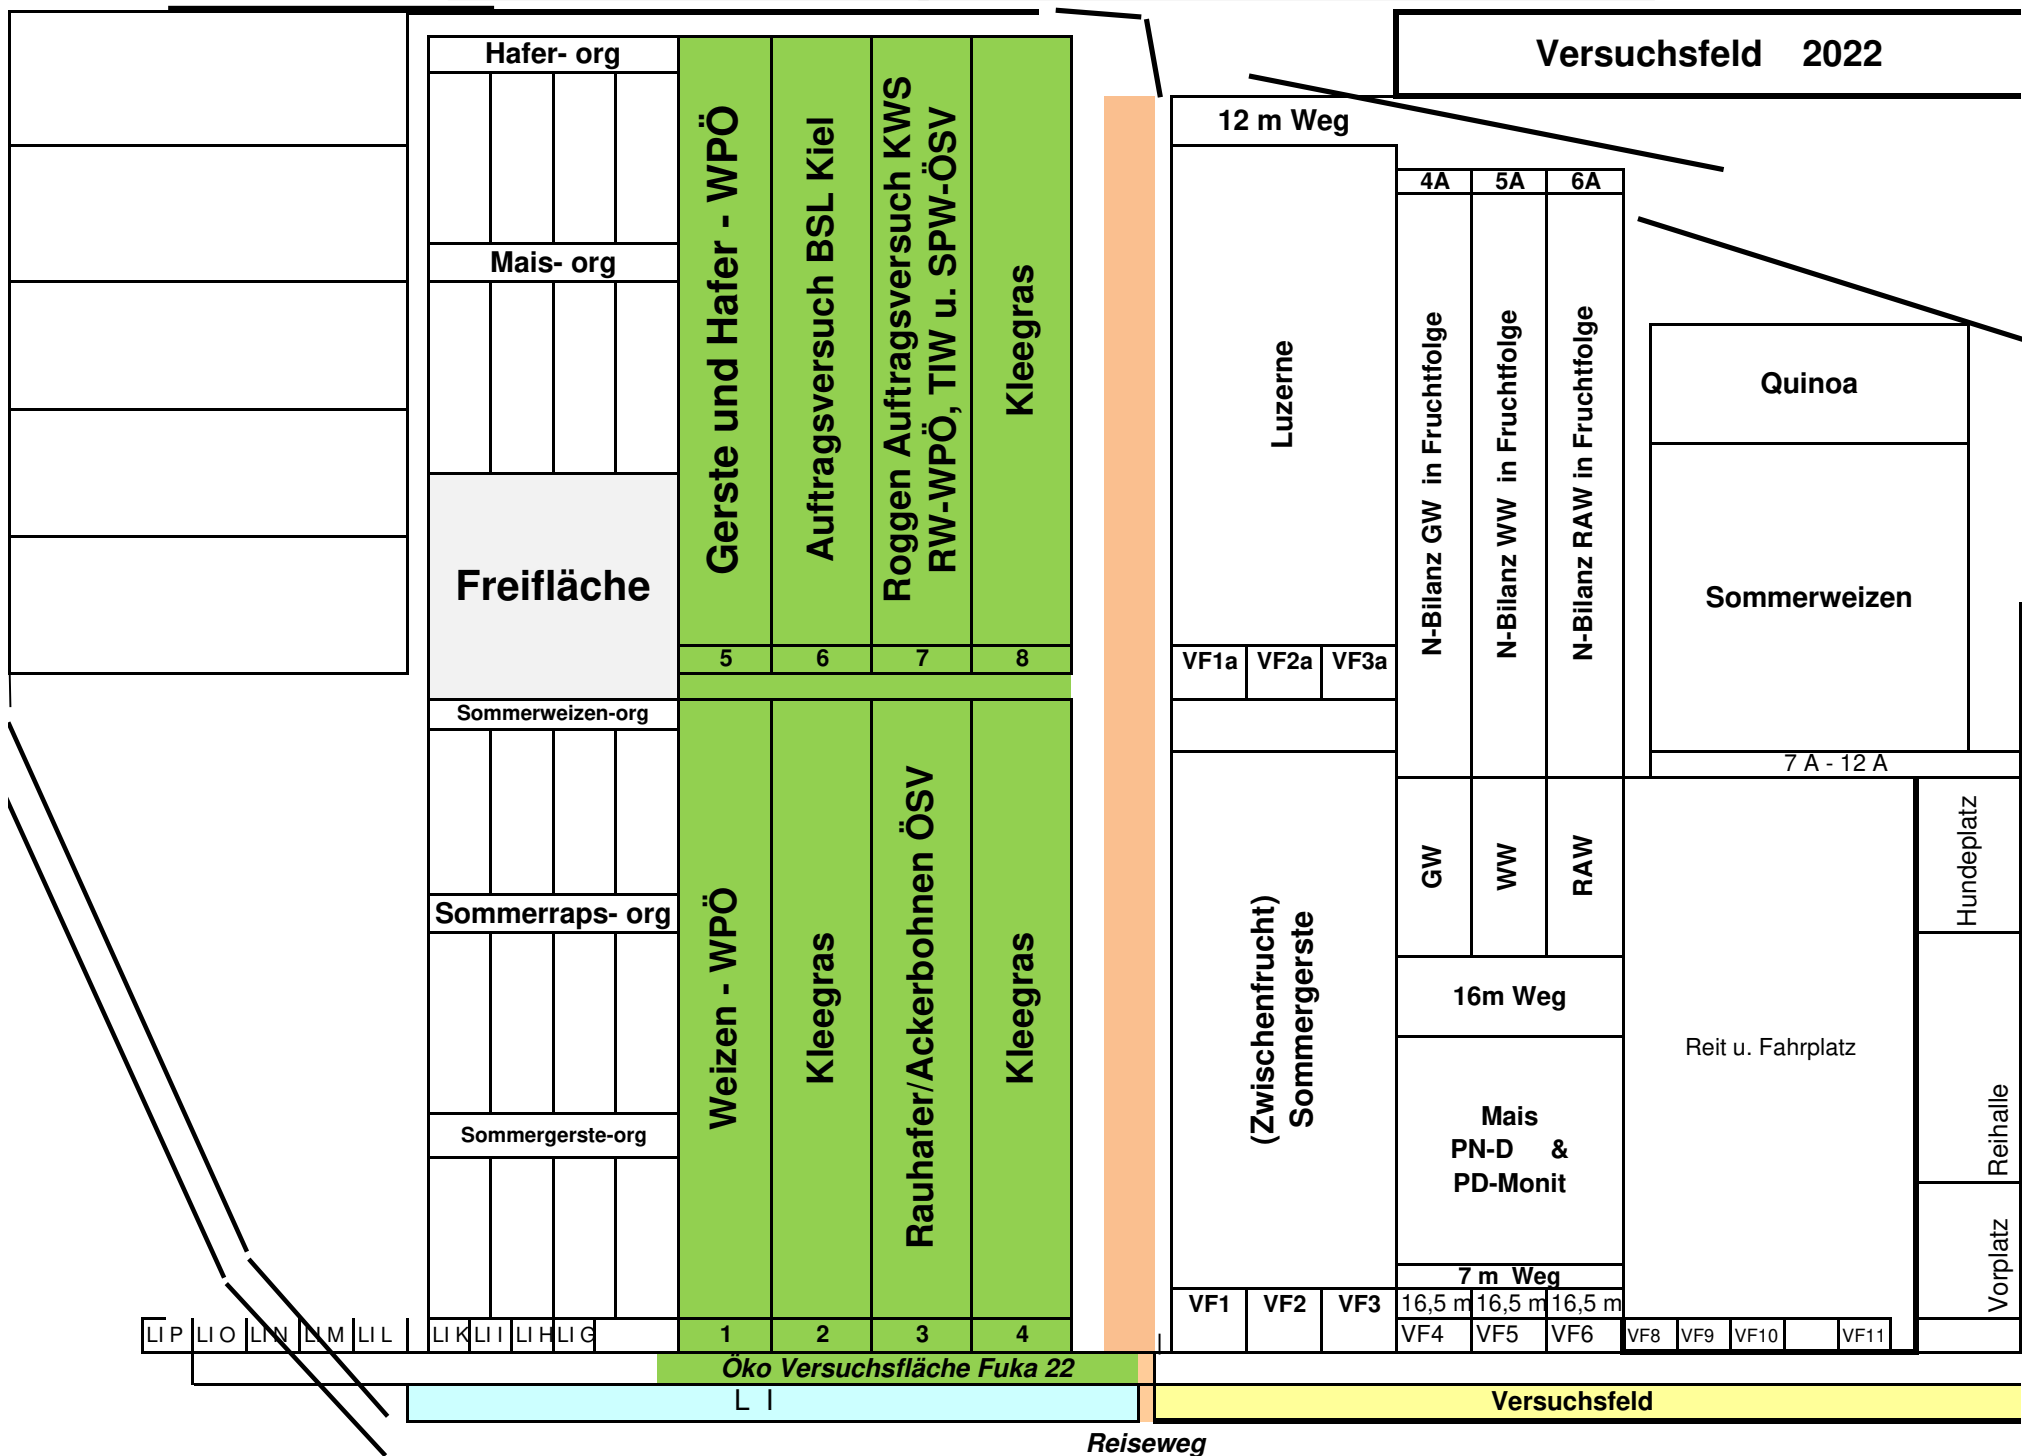 Versuchsfeld 2022
Hafer- org
Mais- org
Freifläche
Sommerweizen-org
Sommerraps- org
Sommergerste-org
Gerste und Hafer - WPÖ
Auftragsversuch BSL Kiel
Roggen Auftragsversuch KWS
RW-WPÖ, TIW u. SPW-ÖSV
Kleegras
5
6
7
8
Weizen - WPÖ
Kleegras
Rauhafer/Ackerbohnen ÖSV
Kleegras
1
2
3
4
12 m Weg
Luzerne
VF1a
VF2a
VF3a
(Zwischenfrucht)
Sommergerste
VF1
VF2
VF3
4A
5A
6A
N-Bilanz GW in Fruchtfolge
N-Bilanz WW in Fruchtfolge
N-Bilanz RAW in Fruchtfolge
GW
WW
RAW
16m Weg
Mais
PN-D &
PD-Monit
7 m Weg
16,5 m
16,5 m
16,5 m
VF4
VF5
VF6
Quinoa
Sommerweizen
7 A - 12 A
Reit u. Fahrplatz
Hundeplatz
Reihalle
Vorplatz
VF8
VF9
VF10
VF11
LI P
LI O
LI N
LI M
LI L
LI K
LI I
LI H
LI G
Öko Versuchsfläche Fuka 22
L I
Versuchsfeld
Reiseweg